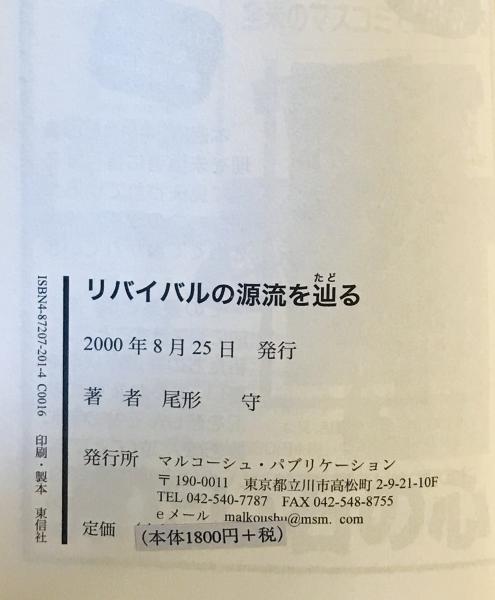 リバイバルの源流を辿る
たど
2000年8月25日　発行
著　者　尾形　　守
発行所　マルコーシュ・パブリケーション
〒190-0011　東京都立川市高松町2-9-21-10F
TEL 042-540-7787　FAX 042-548-8755
eメール　malkoushu@msm. com
定価
(本体1800円+税)
ISBN4-87207-201-4 C0016　印刷・製本　東信社